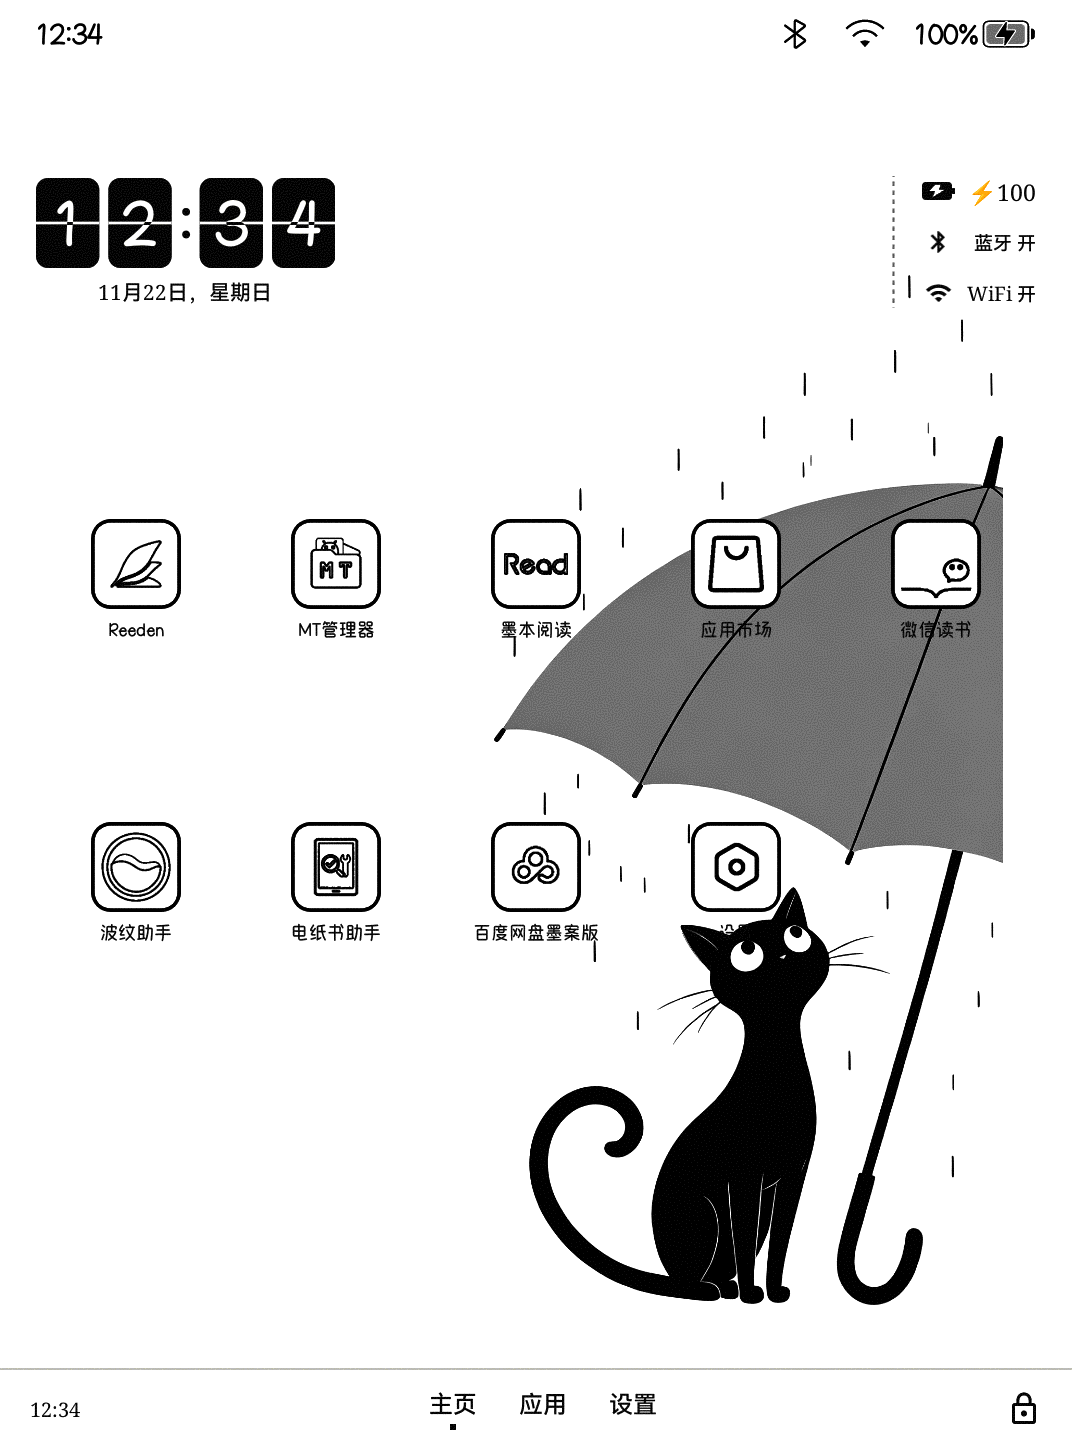 12:34 100%
12:34
11月22日，星期日
⚡100
蓝牙 开
WiFi 开
MT
Read
Reeden MT管理器 墨本阅读 应用市场 微信读书
波纹助手 电纸书助手 百度网盘墨案版
12:34 主页 应用 设置